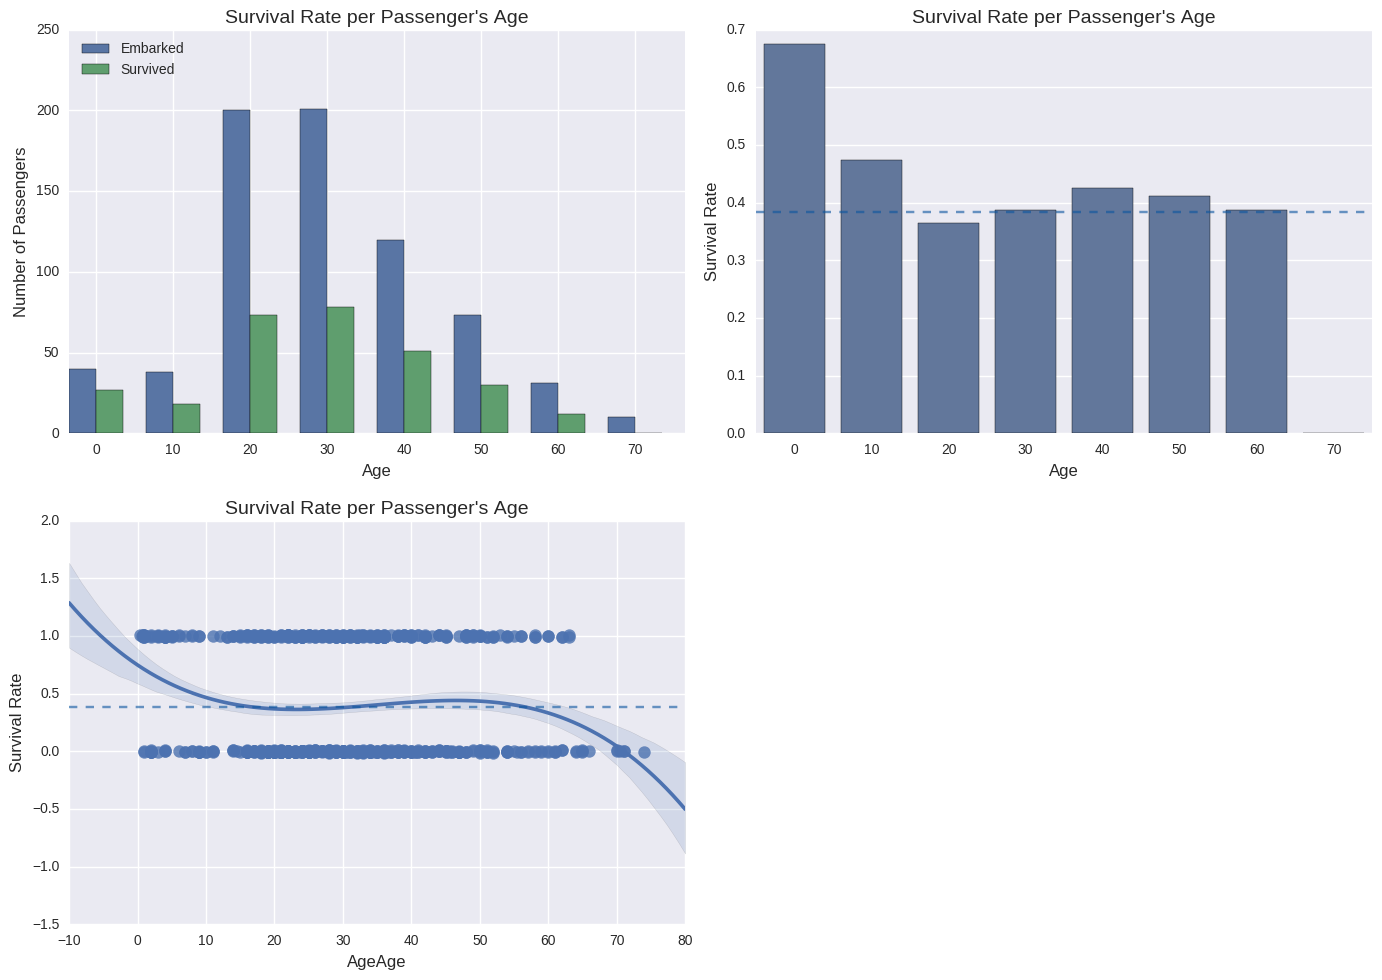 Survival Rate per Passenger's Age
250
200
150
100
50
0
Number of Passengers
Embarked
Survived
0 10 20 30 40 50 60 70
Age
Survival Rate per Passenger's Age
0.7
0.6
0.5
0.4
0.3
0.2
0.1
0.0
Survival Rate
0 10 20 30 40 50 60 70
Age
Survival Rate per Passenger's Age
2.0
1.5
1.0
0.5
0.0
−0.5
−1.0
−1.5
Survival Rate
−10 0 10 20 30 40 50 60 70 80
AgeAge